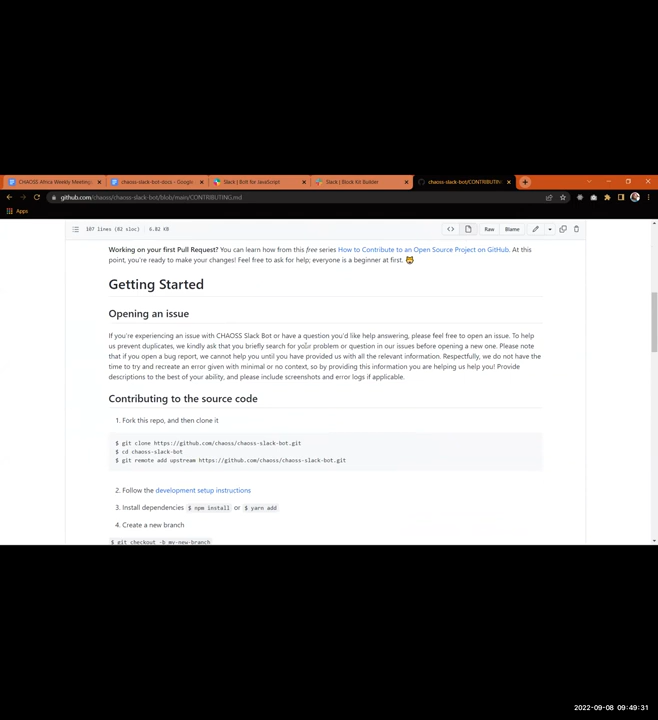 CHAOSS Africa Weekly Meeting
chaoss-slack-bot-docs - Google
Slack | Bolt for JavaScript
Slack | Block Kit Builder
chaoss-slack-bot/CONTRIBUTIN
github.com/chaoss/chaoss-slack-bot/blob/main/CONTRIBUTING.md
Apps
107 lines (82 sloc) 6.82 KB
Raw
Blame
Working on your first Pull Request? You can learn how from this free series How to Contribute to an Open Source Project on GitHub. At this
point, you're ready to make your changes! Feel free to ask for help; everyone is a beginner at first. 😸
Getting Started
Opening an issue
If you're experiencing an issue with CHAOSS Slack Bot or have a question you'd like help answering, please feel free to open an issue. To help
us prevent duplicates, we kindly ask that you briefly search for your problem or question in our issues before opening a new one. Please note
that if you open a bug report, we cannot help you until you have provided us with all the relevant information. Respectfully, we do not have the
time to try and recreate an error given with minimal or no context, so by providing this information you are helping us help you! Provide
descriptions to the best of your ability, and please include screenshots and error logs if applicable.
Contributing to the source code
1. Fork this repo, and then clone it
$ git clone https://github.com/chaoss/chaoss-slack-bot.git
$ cd chaoss-slack-bot
$ git remote add upstream https://github.com/chaoss/chaoss-slack-bot.git
2. Follow the development setup instructions
3. Install dependencies $ npm install or $ yarn add
4. Create a new branch
$ git checkout -b my-new-branch
2022-09-08 09:49:31